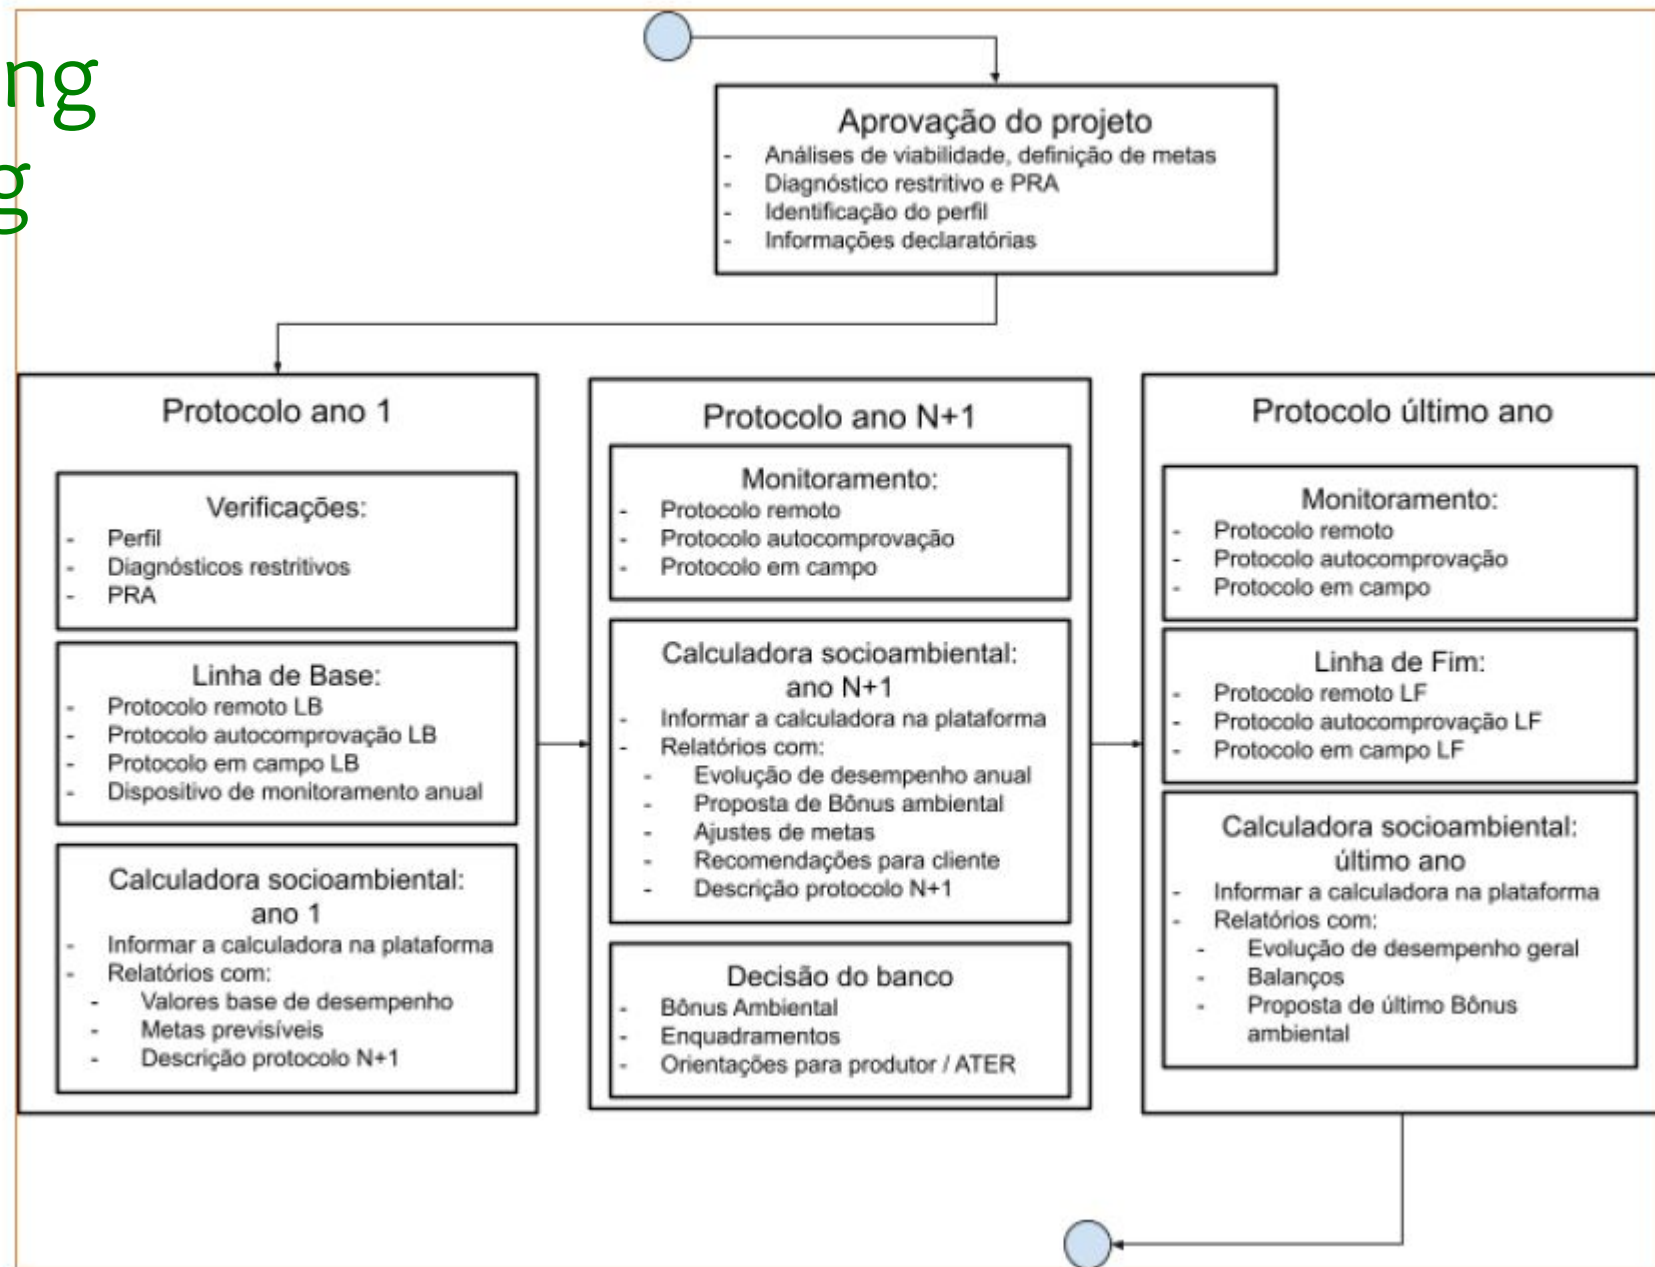 ng
g
Aprovação do projeto
- Análises de viabilidade, definição de metas
- Diagnóstico restritivo e PRA
- Identificação do perfil
- Informações declaratórias
Protocolo ano 1
Verificações:
- Perfil
- Diagnósticos restritivos
- PRA
Linha de Base:
- Protocolo remoto LB
- Protocolo autocomprovação LB
- Protocolo em campo LB
- Dispositivo de monitoramento anual
Calculadora socioambiental:
ano 1
- Informar a calculadora na plataforma
- Relatórios com:
- Valores base de desempenho
- Metas previsíveis
- Descrição protocolo N+1
Protocolo ano N+1
Monitoramento:
- Protocolo remoto
- Protocolo autocomprovação
- Protocolo em campo
Calculadora socioambiental:
ano N+1
- Informar a calculadora na plataforma
- Relatórios com:
- Evolução de desempenho anual
- Proposta de Bônus ambiental
- Ajustes de metas
- Recomendações para cliente
- Descrição protocolo N+1
Decisão do banco
- Bônus Ambiental
- Enquadramentos
- Orientações para produtor / ATER
Protocolo último ano
Monitoramento:
- Protocolo remoto
- Protocolo autocomprovação
- Protocolo em campo
Linha de Fim:
- Protocolo remoto LF
- Protocolo autocomprovação LF
- Protocolo em campo LF
Calculadora socioambiental:
último ano
- Informar a calculadora na plataforma
- Relatórios com:
- Evolução de desempenho geral
- Balanços
- Proposta de último Bônus
ambiental